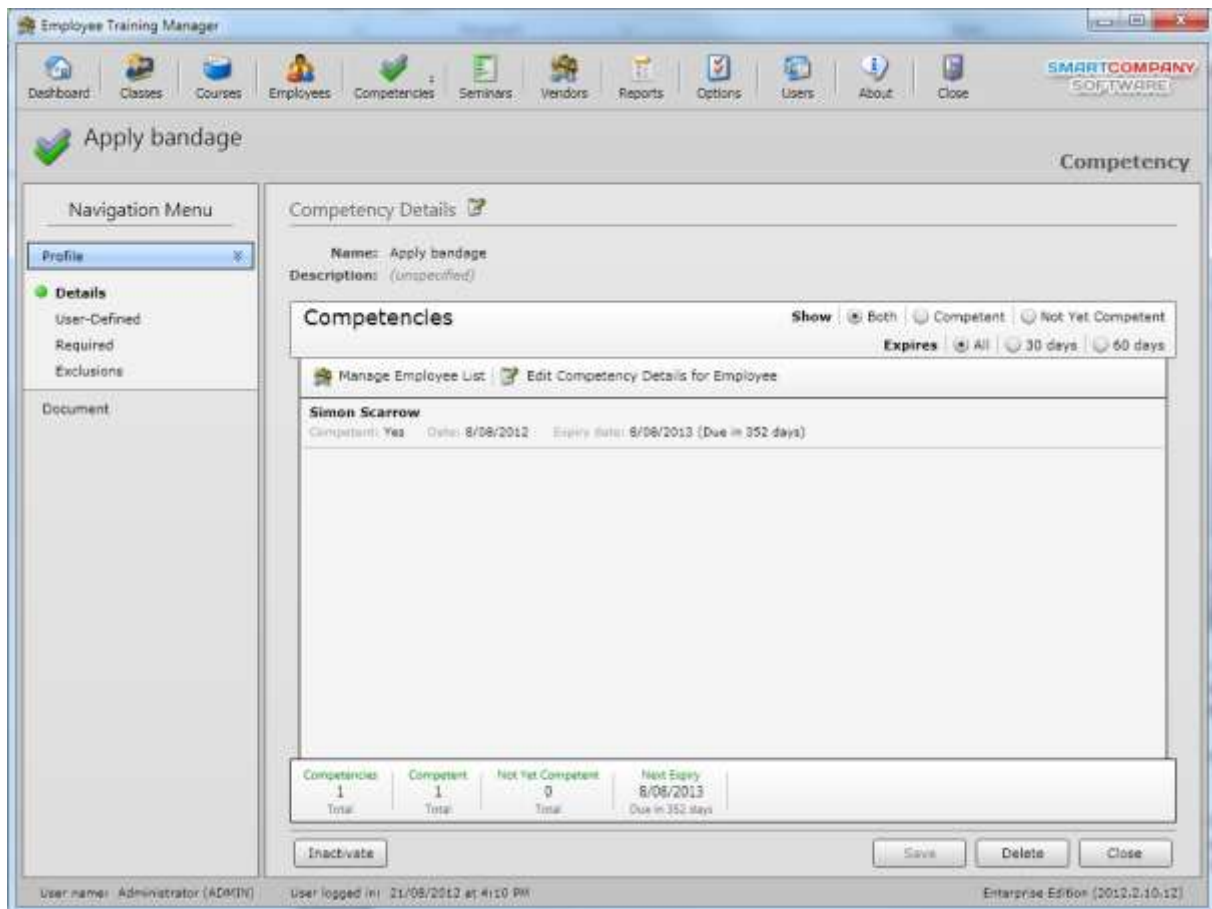 Employee Training Manager
Dashboard Classes Courses Employees Competencies Seminars Vendors Reports Options Users About Close
SMARTCOMPANY
SOFTWARE
Apply bandage
Competency
Navigation Menu
Profile
Details
User-Defined
Required
Exclusions
Document
Competency Details
Name: Apply bandage
Description: (unspecified)
Competencies
Show Both Competent Not Yet Competent
Expires All 30 days 60 days
Manage Employee List Edit Competency Details for Employee
Simon Scarrow
Competent: Yes Date: 8/08/2012 Expiry date: 8/08/2013 (Due in 352 days)
Competencies Competent Not Yet Competent Next Expiry
1 1 0 8/08/2013
Total Total Total Due in 352 days
Inactivate Save Delete Close
User name: Administrator (ADMIN) User logged in: 21/08/2012 at 4:10 PM Enterprise Edition (2012.2.10.12)